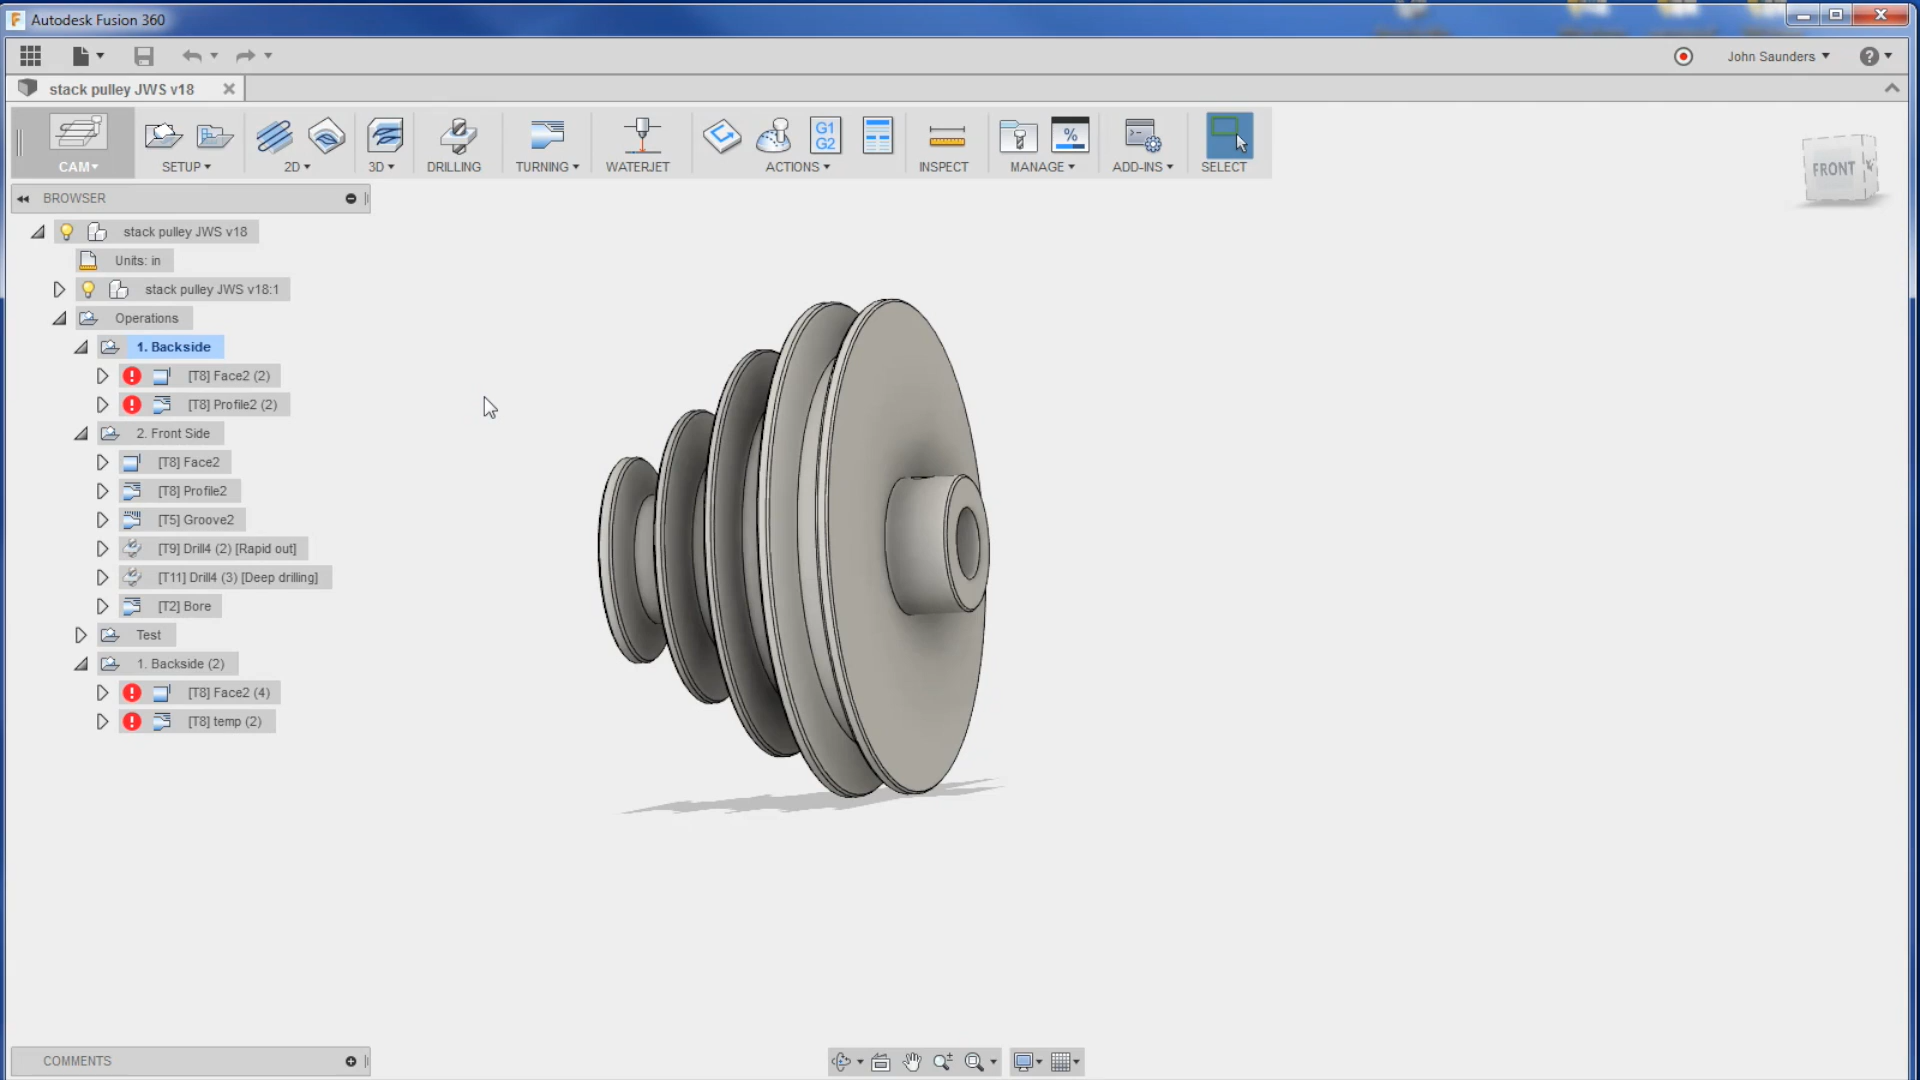 Autodesk Fusion 360
John Saunders
stack pulley JWS v18
G1
G2
%
CAM SETUP 2D 3D DRILLING TURNING WATERJET ACTIONS INSPECT MANAGE ADD-INS SELECT
FRONT
BROWSER
stack pulley JWS v18
Units: in
stack pulley JWS v18:1
Operations
1. Backside
[T8] Face2 (2)
[T8] Profile2 (2)
2. Front Side
[T8] Face2
[T8] Profile2
[T5] Groove2
[T9] Drill4 (2) [Rapid out]
[T11] Drill4 (3) [Deep drilling]
[T2] Bore
Test
1. Backside (2)
[T8] Face2 (4)
[T8] temp (2)
COMMENTS